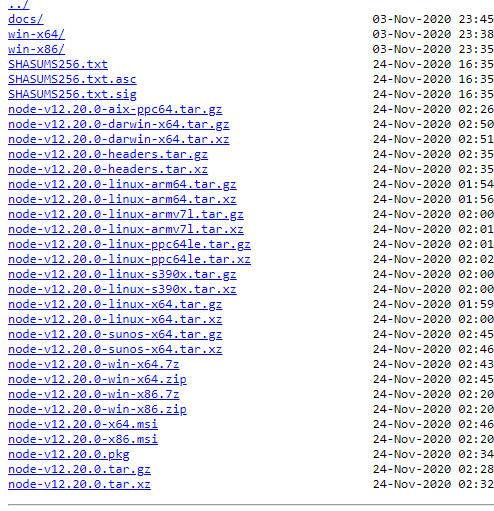 ../
docs/ 03-Nov-2020 23:45
win-x64/ 03-Nov-2020 23:38
win-x86/ 03-Nov-2020 23:35
SHASUMS256.txt 24-Nov-2020 16:35
SHASUMS256.txt.asc 24-Nov-2020 16:35
SHASUMS256.txt.sig 24-Nov-2020 16:35
node-v12.20.0-aix-ppc64.tar.gz 24-Nov-2020 02:26
node-v12.20.0-darwin-x64.tar.gz 24-Nov-2020 02:50
node-v12.20.0-darwin-x64.tar.xz 24-Nov-2020 02:51
node-v12.20.0-headers.tar.gz 24-Nov-2020 02:35
node-v12.20.0-headers.tar.xz 24-Nov-2020 02:35
node-v12.20.0-linux-arm64.tar.gz 24-Nov-2020 01:54
node-v12.20.0-linux-arm64.tar.xz 24-Nov-2020 01:56
node-v12.20.0-linux-armv7l.tar.gz 24-Nov-2020 02:00
node-v12.20.0-linux-armv7l.tar.xz 24-Nov-2020 02:01
node-v12.20.0-linux-ppc64le.tar.gz 24-Nov-2020 02:01
node-v12.20.0-linux-ppc64le.tar.xz 24-Nov-2020 02:02
node-v12.20.0-linux-s390x.tar.gz 24-Nov-2020 02:00
node-v12.20.0-linux-s390x.tar.xz 24-Nov-2020 02:00
node-v12.20.0-linux-x64.tar.gz 24-Nov-2020 01:59
node-v12.20.0-linux-x64.tar.xz 24-Nov-2020 02:00
node-v12.20.0-sunos-x64.tar.gz 24-Nov-2020 02:45
node-v12.20.0-sunos-x64.tar.xz 24-Nov-2020 02:46
node-v12.20.0-win-x64.7z 24-Nov-2020 02:43
node-v12.20.0-win-x64.zip 24-Nov-2020 02:45
node-v12.20.0-win-x86.7z 24-Nov-2020 02:20
node-v12.20.0-win-x86.zip 24-Nov-2020 02:20
node-v12.20.0-x64.msi 24-Nov-2020 02:46
node-v12.20.0-x86.msi 24-Nov-2020 02:20
node-v12.20.0.pkg 24-Nov-2020 02:34
node-v12.20.0.tar.gz 24-Nov-2020 02:28
node-v12.20.0.tar.xz 24-Nov-2020 02:32